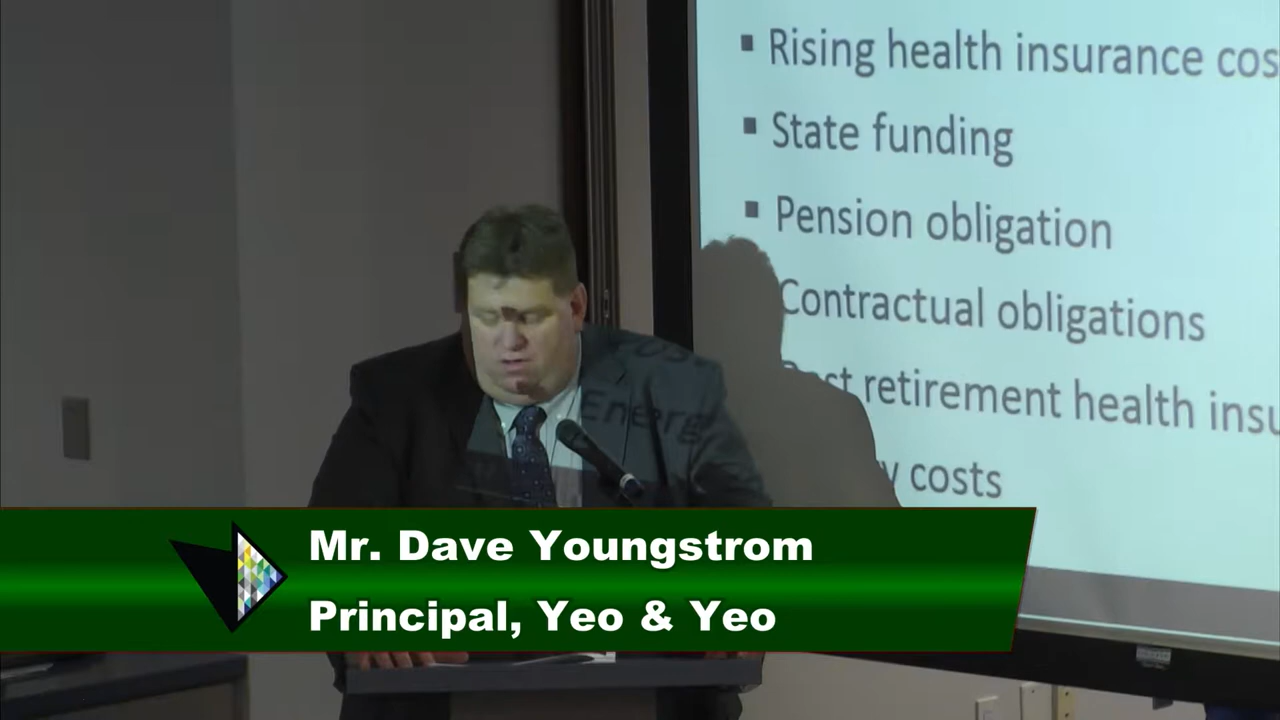 Rising health insurance cos
State funding
Pension obligation
Contractual obligations
retirement health insu
costs
Energ
Mr. Dave Youngstrom
Principal, Yeo & Yeo